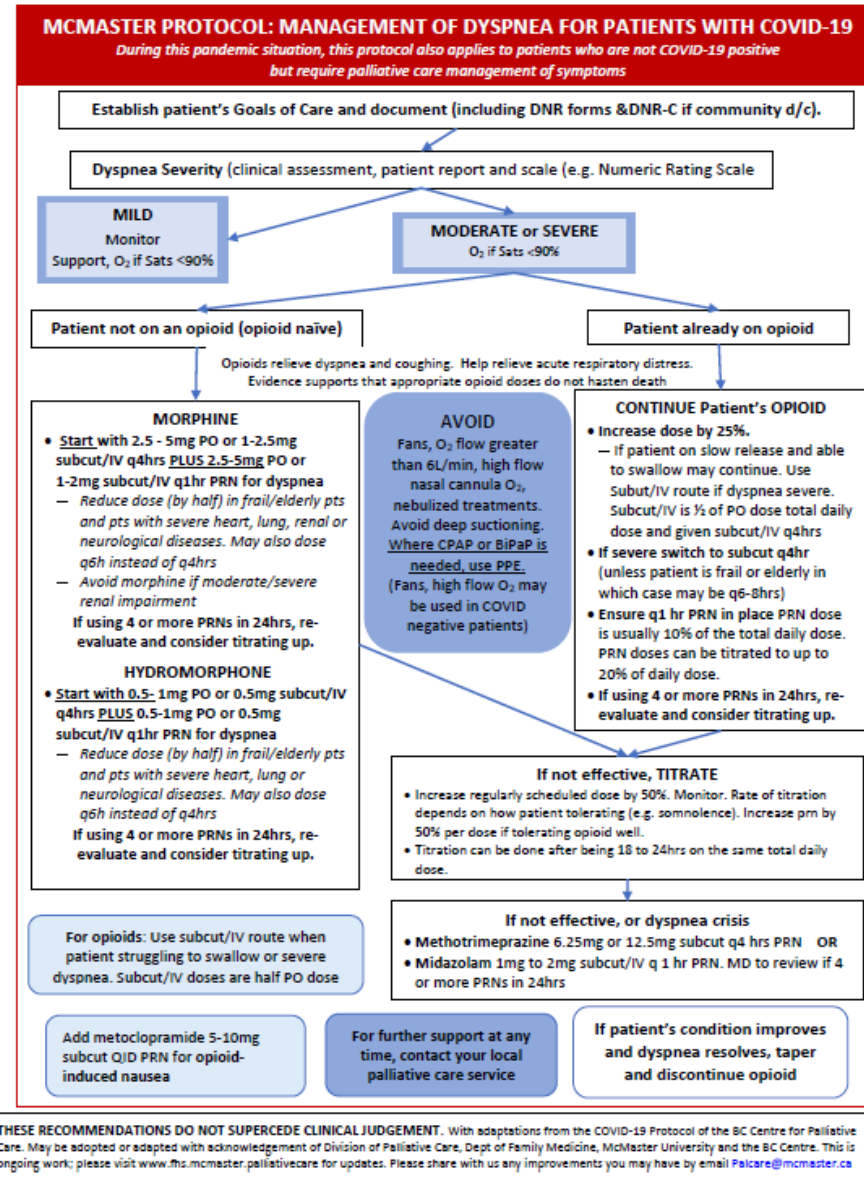 MCMASTER PROTOCOL: MANAGEMENT OF DYSPNEA FOR PATIENTS WITH COVID-19
During this pandemic situation, this protocol also applies to patients who are not COVID-19 positive
but require palliative care management of symptoms
Establish patient's Goals of Care and document (including DNR forms &DNR-C if community d/c).
Dyspnea Severity (clinical assessment, patient report and scale (e.g. Numeric Rating Scale
MILD
Monitor
Support, O₂ if Sats <90%
MODERATE or SEVERE
O₂ if Sats <90%
Patient not on an opioid (opioid naïve)
Patient already on opioid
Opioids relieve dyspnea and coughing. Help relieve acute respiratory distress.
Evidence supports that appropriate opioid doses do not hasten death
MORPHINE
• Start with 2.5 - 5mg PO or 1-2.5mg
subcut/IV q4hrs PLUS 2.5-5mg PO or
1-2mg subcut/IV q1hr PRN for dyspnea
— Reduce dose (by half) in frail/elderly pts
and pts with severe heart, lung, renal or
neurological diseases. May also dose
q6h instead of q4hrs
— Avoid morphine if moderate/severe
renal impairment
If using 4 or more PRNs in 24hrs, re-
evaluate and consider titrating up.
HYDROMORPHONE
• Start with 0.5- 1mg PO or 0.5mg subcut/IV
q4hrs PLUS 0.5-1mg PO or 0.5mg
subcut/IV q1hr PRN for dyspnea
— Reduce dose (by half) in frail/elderly pts
and pts with severe heart, lung or
neurological diseases. May also dose
q6h instead of q4hrs
If using 4 or more PRNs in 24hrs, re-
evaluate and consider titrating up.
AVOID
Fans, O₂ flow greater
than 6L/min, high flow
nasal cannula O₂,
nebulized treatments.
Avoid deep suctioning.
Where CPAP or BiPaP is
needed, use PPE.
(Fans, high flow O₂ may
be used in COVID
negative patients)
CONTINUE Patient's OPIOID
• Increase dose by 25%.
— If patient on slow release and able
to swallow may continue. Use
Subut/IV route if dyspnea severe.
Subcut/IV is ½ of PO dose total daily
dose and given subcut/IV q4hrs
• If severe switch to subcut q4hr
(unless patient is frail or elderly in
which case may be q6-8hrs)
• Ensure q1 hr PRN in place PRN dose
is usually 10% of the total daily dose.
PRN doses can be titrated to up to
20% of daily dose.
• If using 4 or more PRNs in 24hrs, re-
evaluate and consider titrating up.
If not effective, TITRATE
• Increase regularly scheduled dose by 50%. Monitor. Rate of titration
depends on how patient tolerating (e.g. somnolence). Increase prn by
50% per dose if tolerating opioid well.
• Titration can be done after being 18 to 24hrs on the same total daily
dose.
If not effective, or dyspnea crisis
• Methotrimeprazine 6.25mg or 12.5mg subcut q4 hrs PRN OR
• Midazolam 1mg to 2mg subcut/IV q 1 hr PRN. MD to review if 4
or more PRNs in 24hrs
For opioids: Use subcut/IV route when
patient struggling to swallow or severe
dyspnea. Subcut/IV doses are half PO dose
Add metoclopramide 5-10mg
subcut QID PRN for opioid-
induced nausea
For further support at any
time, contact your local
palliative care service
If patient's condition improves
and dyspnea resolves, taper
and discontinue opioid
THESE RECOMMENDATIONS DO NOT SUPERCEDE CLINICAL JUDGEMENT. With adaptations from the COVID-19 Protocol of the BC Centre for Palliative
Care. May be adopted or adapted with acknowledgement of Division of Palliative Care, Dept of Family Medicine, McMaster University and the BC Centre. This is
ongoing work; please visit www.fhs.mcmaster.palliativecare for updates. Please share with us any improvements you may have by email Palcare@mcmaster.ca